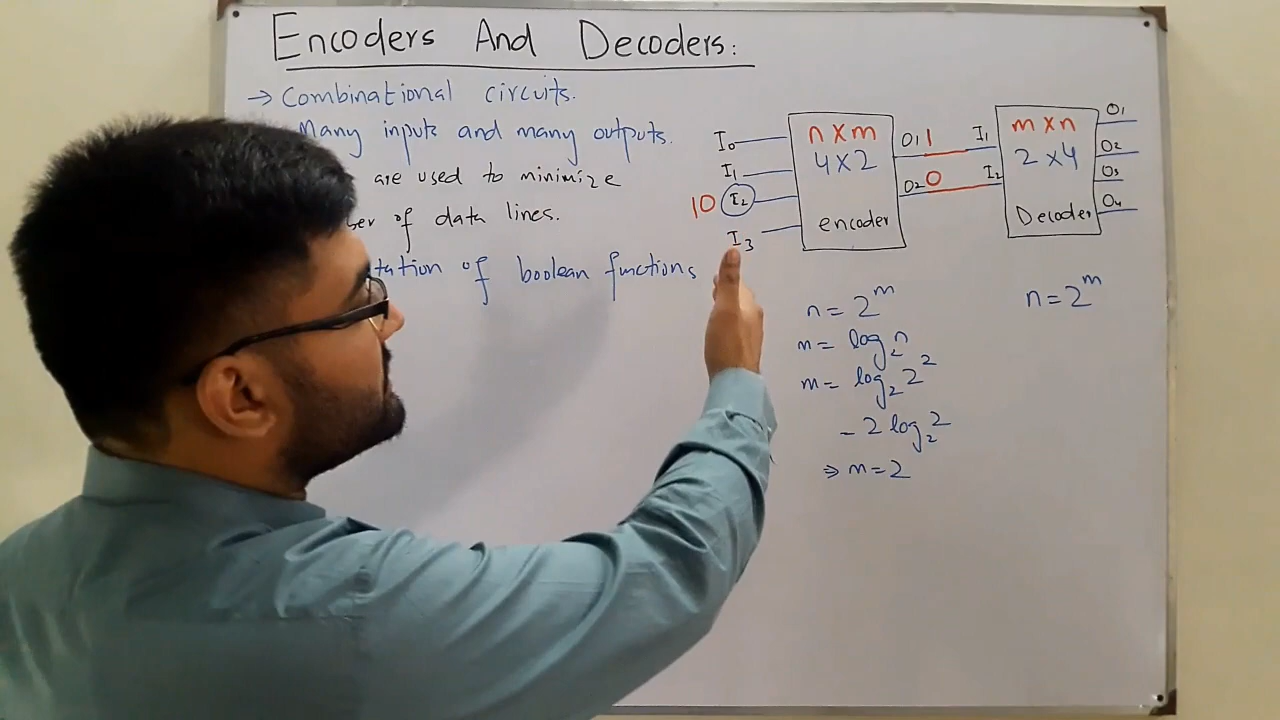 Encoders And Decoders:
→ Combinational circuits.
Many inputs and many outputs.
are used to minimize
of data lines.
of boolean functions
I₀
I₁
10 I₂
I₃
n×m
4×2
encoder
O₁ 1
O₂ 0
I₁
I₂
m×n
2×4
Decoder
O₁
O₂
O₃
O₄
n = 2^m
m = log₂ n
m = log₂ 2²
= 2 log₂ 2
⇒ m = 2
n = 2^m